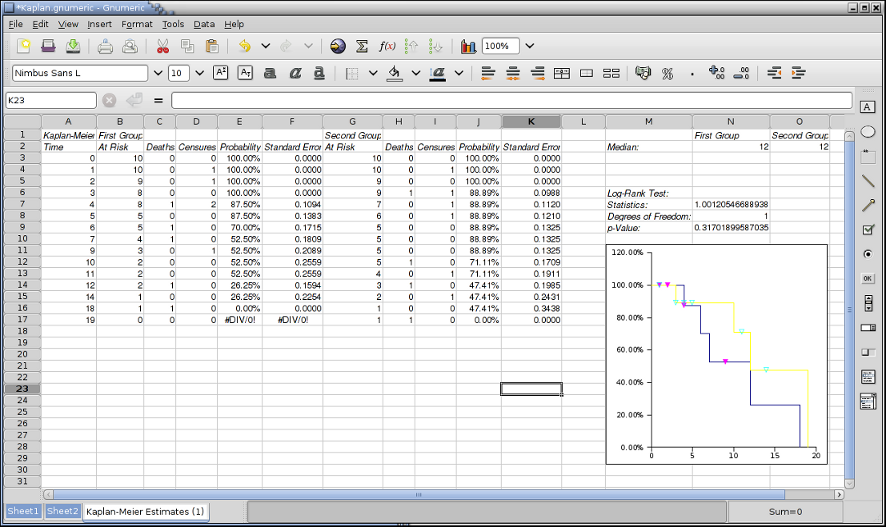 *Kaplan.gnumeric - Gnumeric
File Edit View Insert Format Tools Data Help
100%
Nimbus Sans L 10
K23
A B C D E F G H I J K L M N O
1 Kaplan-Meier First Group Second Group First Group Second Group
2 Time At Risk Deaths Censures Probability Standard Error At Risk Deaths Censures Probability Standard Error Median: 12 12
3 0 10 0 0 100.00% 0.0000 10 0 0 100.00% 0.0000
4 1 10 0 1 100.00% 0.0000 10 0 1 100.00% 0.0000
5 2 9 0 1 100.00% 0.0000 9 0 0 100.00% 0.0000
6 3 8 0 0 100.00% 0.0000 9 1 1 88.89% 0.0988 Log-Rank Test:
7 4 8 1 2 87.50% 0.1094 7 0 1 88.89% 0.1120 Statistics: 1.00120546688938
8 5 5 0 0 87.50% 0.1383 6 0 1 88.89% 0.1210 Degrees of Freedom: 1
9 6 5 1 0 70.00% 0.1715 5 0 0 88.89% 0.1325 p-Value: 0.31701899587035
10 7 4 1 0 52.50% 0.1809 5 0 0 88.89% 0.1325
11 9 3 0 1 52.50% 0.2089 5 0 0 88.89% 0.1325
12 10 2 0 0 52.50% 0.2559 5 1 0 71.11% 0.1709
13 11 2 0 0 52.50% 0.2559 4 0 1 71.11% 0.1911
14 12 2 1 0 26.25% 0.1594 3 1 0 47.41% 0.1985
15 14 1 0 0 26.25% 0.2254 2 0 1 47.41% 0.2431
16 18 1 1 0 0.00% 0.0000 1 0 0 47.41% 0.3438
17 19 0 0 0 #DIV/0! #DIV/0! 1 1 0 0.00% 0.0000
18
19
20
21
22
23
24
25
26
27
28
29
30
31
120.00%
100.00%
80.00%
60.00%
40.00%
20.00%
0.00%
0 5 10 15 20
A
OK
Sheet1 Sheet2 Kaplan-Meier Estimates (1) Sum=0